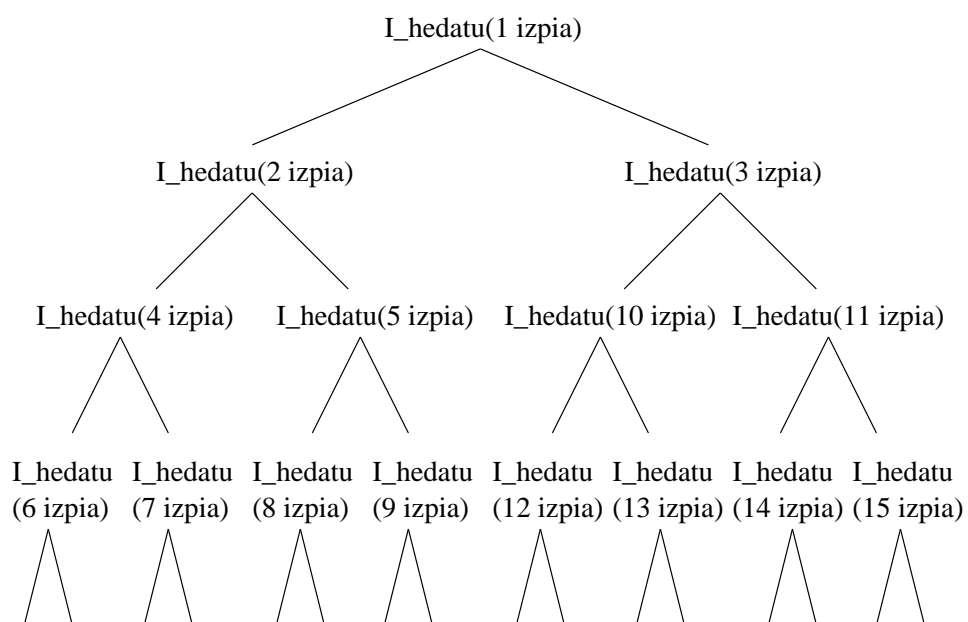 I_hedatu(1 izpia)
I_hedatu(2 izpia)
I_hedatu(3 izpia)
I_hedatu(4 izpia)
I_hedatu(5 izpia)
I_hedatu(10 izpia)
I_hedatu(11 izpia)
I_hedatu
(6 izpia)
I_hedatu
(7 izpia)
I_hedatu
(8 izpia)
I_hedatu
(9 izpia)
I_hedatu
(12 izpia)
I_hedatu
(13 izpia)
I_hedatu
(14 izpia)
I_hedatu
(15 izpia)